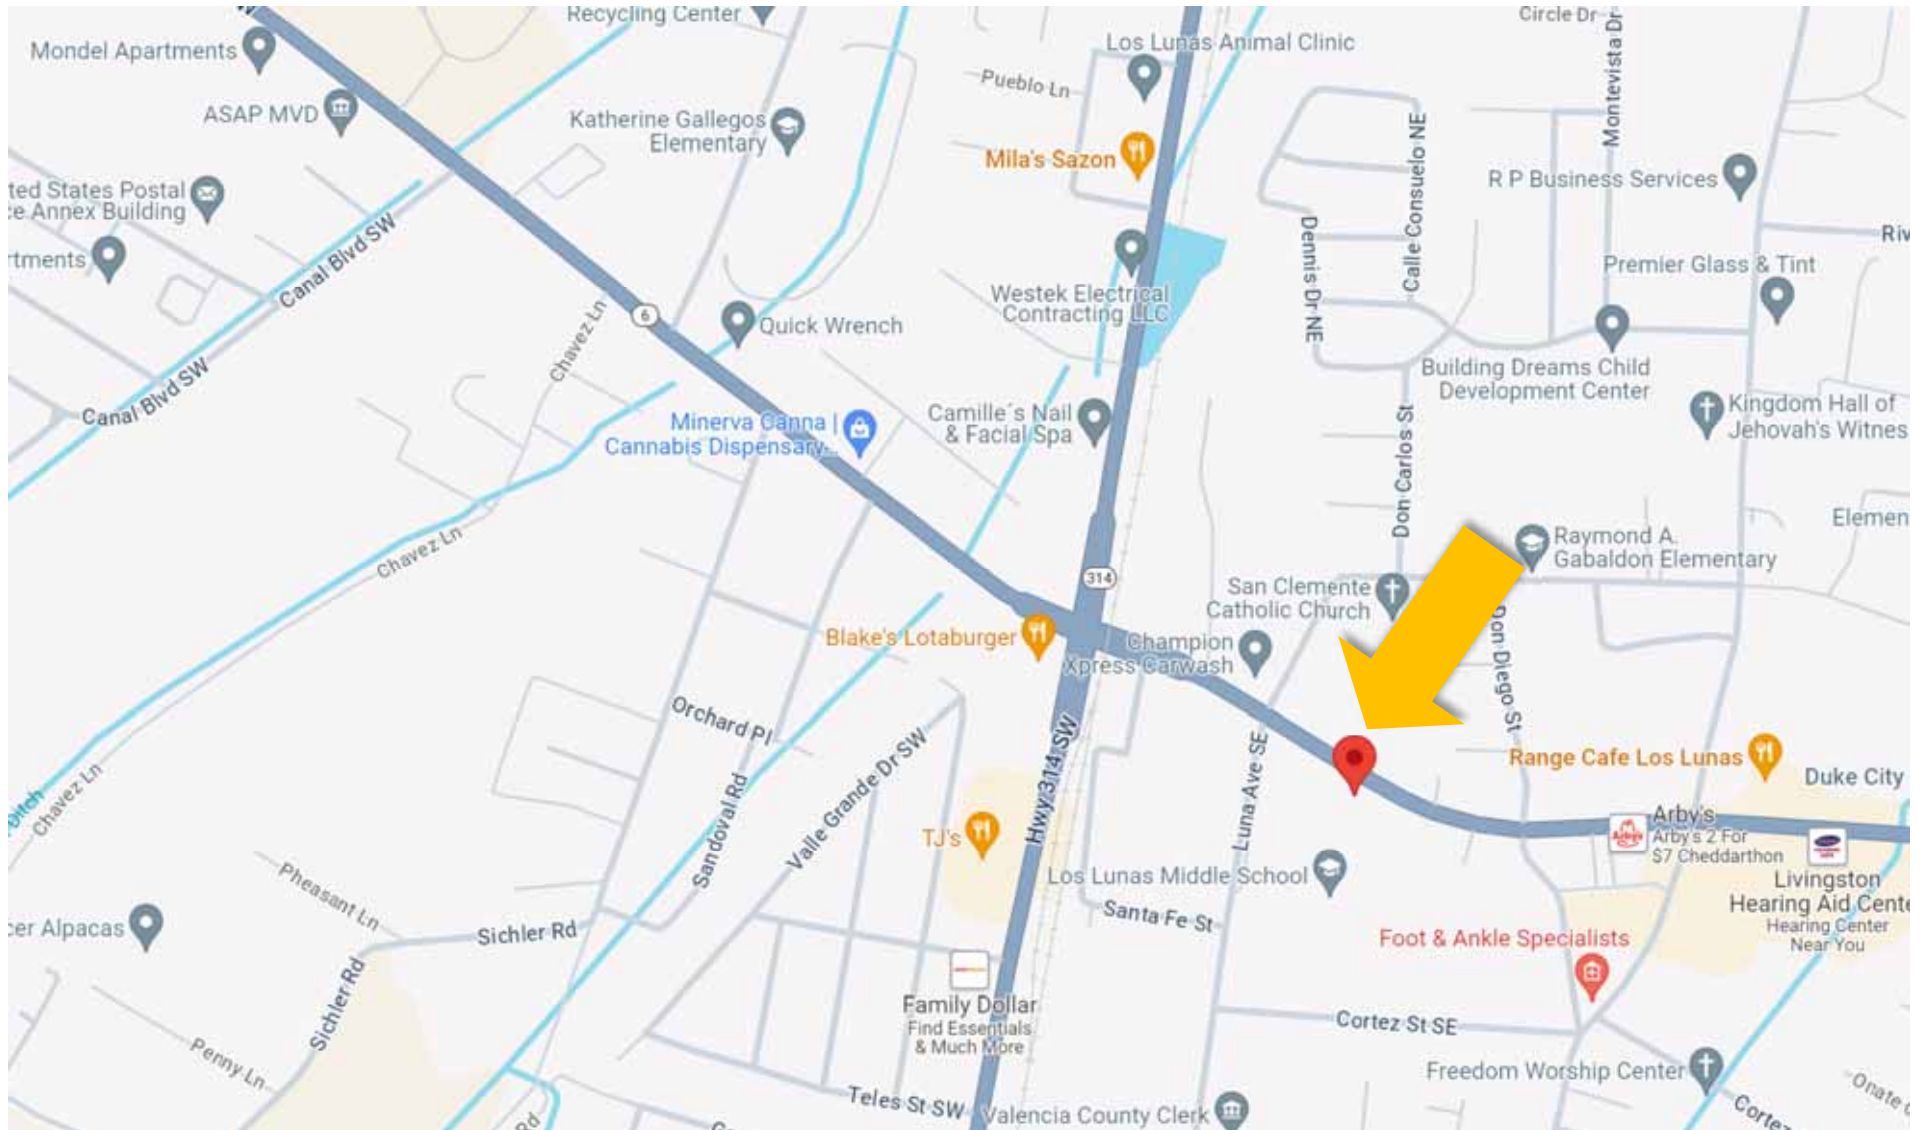 Recycling Center
Circle Dr
Mondel Apartments
Los Lunas Animal Clinic
Montevista Dr
Pueblo Ln
ASAP MVD
Katherine Gallegos
Elementary
Calle Consuelo NE
Mila's Sazon
R P Business Services
ted States Postal
ce Annex Building
Canal Blvd SW
Dennis Dr NE
Riv
rtments
Premier Glass & Tint
Westek Electrical
Contracting LLC
6
Quick Wrench
Chavez Ln
Building Dreams Child
Development Center
Canal Blvd SW
Minerva Canna |
Cannabis Dispensary...
Camille´s Nail
& Facial Spa
Don Carlos St
Kingdom Hall of
Jehovah's Witnes
Elemen
Chavez Ln
Raymond A.
Gabaldon Elementary
314
San Clemente
Catholic Church
Blake's Lotaburger
Champion
Xpress Carwash
Don Diego St
Orchard Pl
Hwy 314 SW
Valle Grande Dr SW
Luna Ave SE
Range Cafe Los Lunas
Duke City
Ditch
Chavez Ln
Sandoval Rd
TJ's
Arby's
Arby's
Arby's 2 For
$7 Cheddarthon
Los Lunas Middle School
Livingston
Hearing Aid Cente
Hearing Center
Near You
Pheasant Ln
Santa Fe St
cer Alpacas
Sichler Rd
Foot & Ankle Specialists
Sichler Rd
Family Dollar
Find Essentials
& Much More
Cortez St SE
Penny Ln
Freedom Worship Center
Onate
Teles St SW
Valencia County Clerk
Cortez
Rd